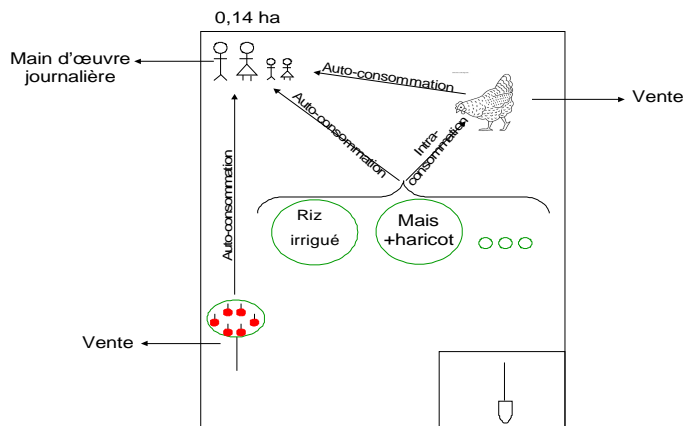 0,14 ha
Main d'œuvre
journalière
Auto-consommation
Vente
Auto-consommation
Intra-
consommation
Auto-consommation
Riz
irrigué
Mais
+haricot
Vente